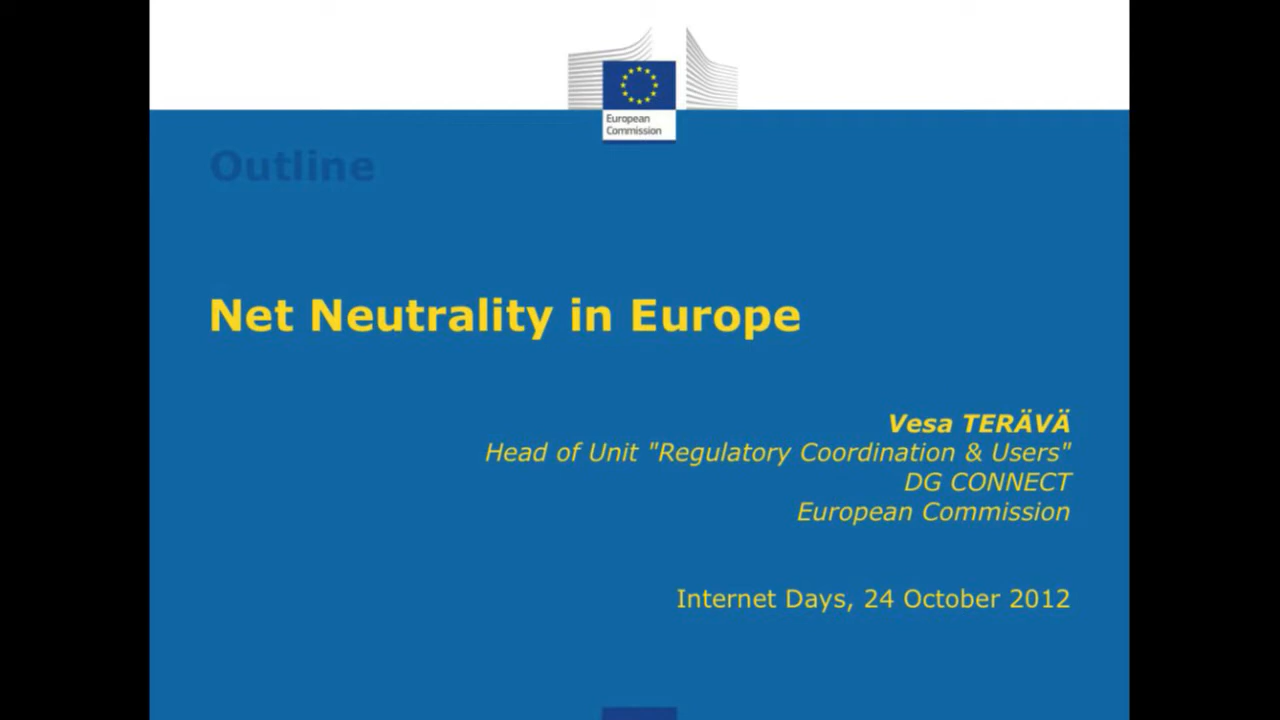 European
Commission
Outline
Net Neutrality in Europe
Vesa TERÄVÄ
Head of Unit "Regulatory Coordination & Users"
DG CONNECT
European Commission
Internet Days, 24 October 2012